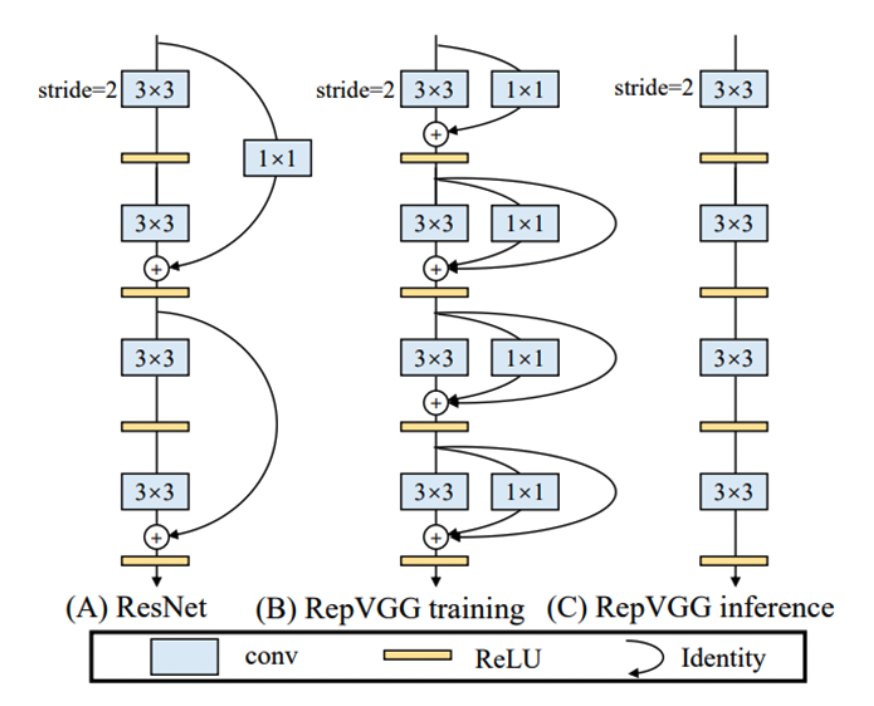 stride=2 3×3
1×1
3×3
3×3
3×3
(A) ResNet
stride=2 3×3 1×1
3×3 1×1
3×3 1×1
3×3 1×1
(B) RepVGG training
stride=2 3×3
3×3
3×3
3×3
(C) RepVGG inference
conv ReLU Identity